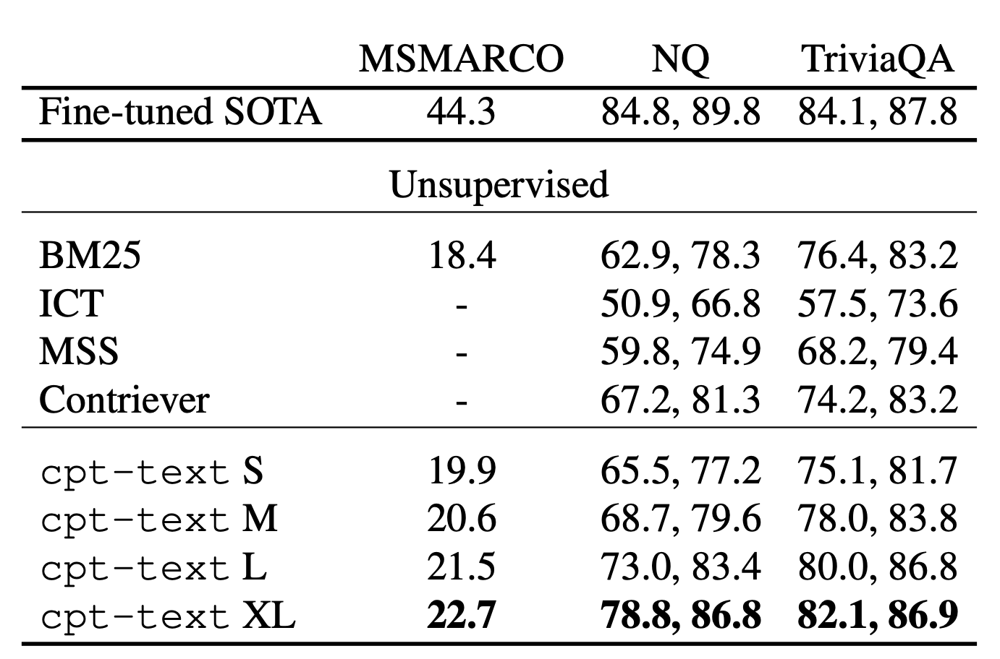 MSMARCO NQ TriviaQA
Fine-tuned SOTA 44.3 84.8, 89.8 84.1, 87.8
Unsupervised
BM25 18.4 62.9, 78.3 76.4, 83.2
ICT - 50.9, 66.8 57.5, 73.6
MSS - 59.8, 74.9 68.2, 79.4
Contriever - 67.2, 81.3 74.2, 83.2
cpt-text S 19.9 65.5, 77.2 75.1, 81.7
cpt-text M 20.6 68.7, 79.6 78.0, 83.8
cpt-text L 21.5 73.0, 83.4 80.0, 86.8
cpt-text XL 22.7 78.8, 86.8 82.1, 86.9